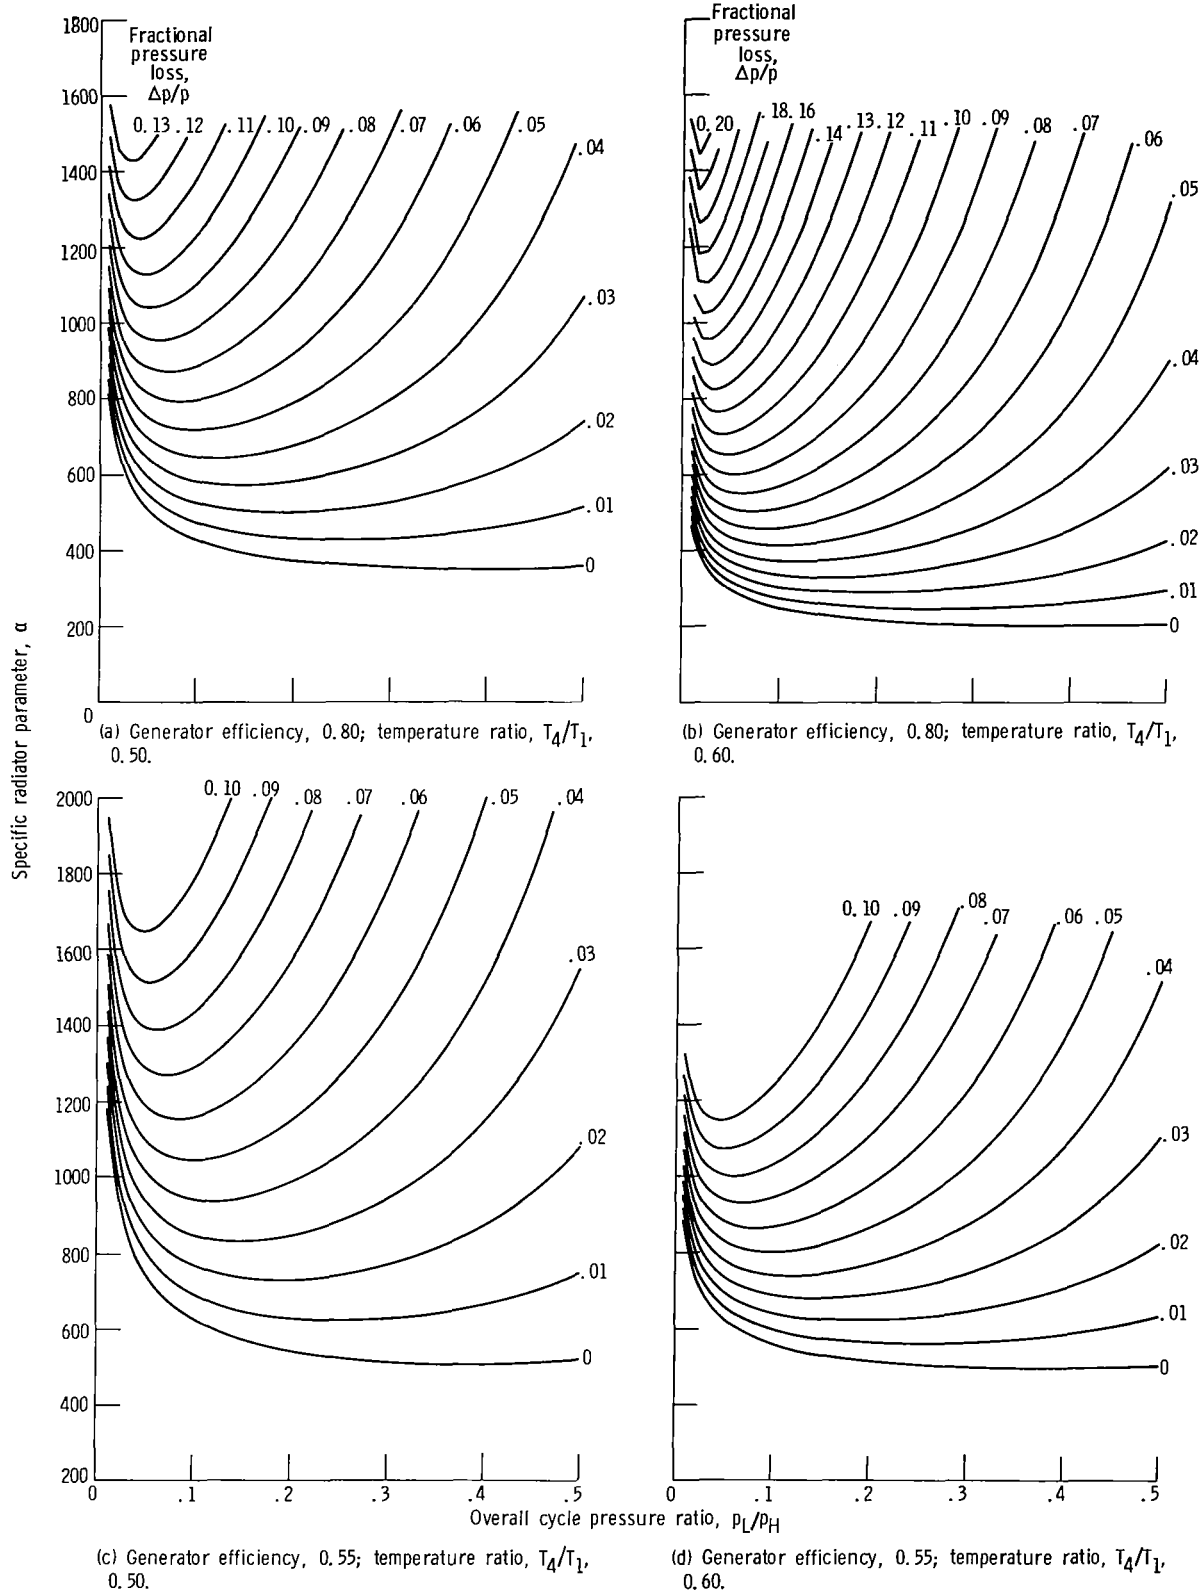 Specific radiator parameter, α
1800
1600
1400
1200
1000
800
600
400
200
0
Fractional
pressure
loss,
Δp/p
0.13 .12 .11 .10 .09 .08 .07 .06 .05
.04
.03
.02
.01
0
(a) Generator efficiency, 0.80; temperature ratio, T4/T1,
0.50.
Fractional
pressure
loss,
Δp/p
0.20 .18 .16 .14 .13 .12 .11 .10 .09 .08 .07 .06
.05
.04
.03
.02
.01
0
(b) Generator efficiency, 0.80; temperature ratio, T4/T1,
0.60.
2000
1800
1600
1400
1200
1000
800
600
400
200
0.10 .09 .08 .07 .06 .05 .04
.03
.02
.01
0
0 .1 .2 .3 .4 .5
(c) Generator efficiency, 0.55; temperature ratio, T4/T1,
0.50.
0.10 .09 .08 .07 .06 .05
.04
.03
.02
.01
0
0 .1 .2 .3 .4 .5
Overall cycle pressure ratio, pL/pH
(d) Generator efficiency, 0.55; temperature ratio, T4/T1,
0.60.